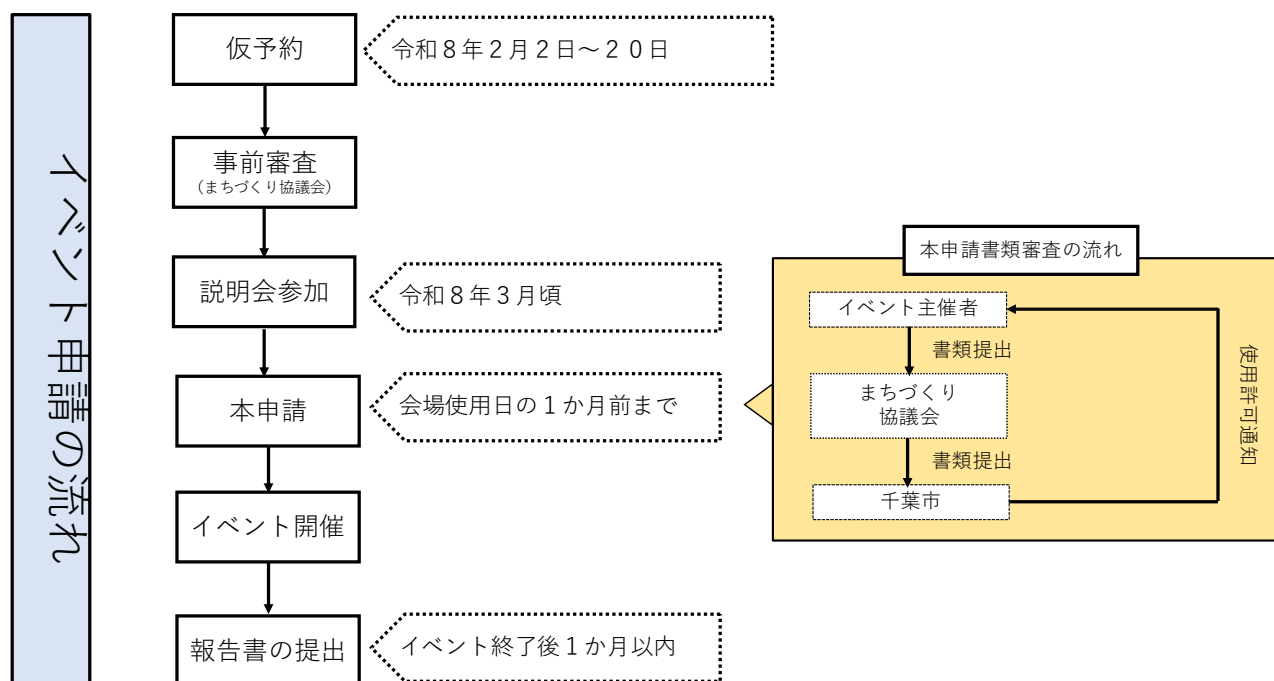 イベント申請の流れ
仮予約
令和８年２月２日～２０日
事前審査
(まちづくり協議会)
説明会参加
令和８年３月頃
本申請
会場使用日の１か月前まで
イベント開催
報告書の提出
イベント終了後１か月以内
本申請書類審査の流れ
イベント主催者
書類提出
まちづくり
協議会
書類提出
千葉市
使用許可通知